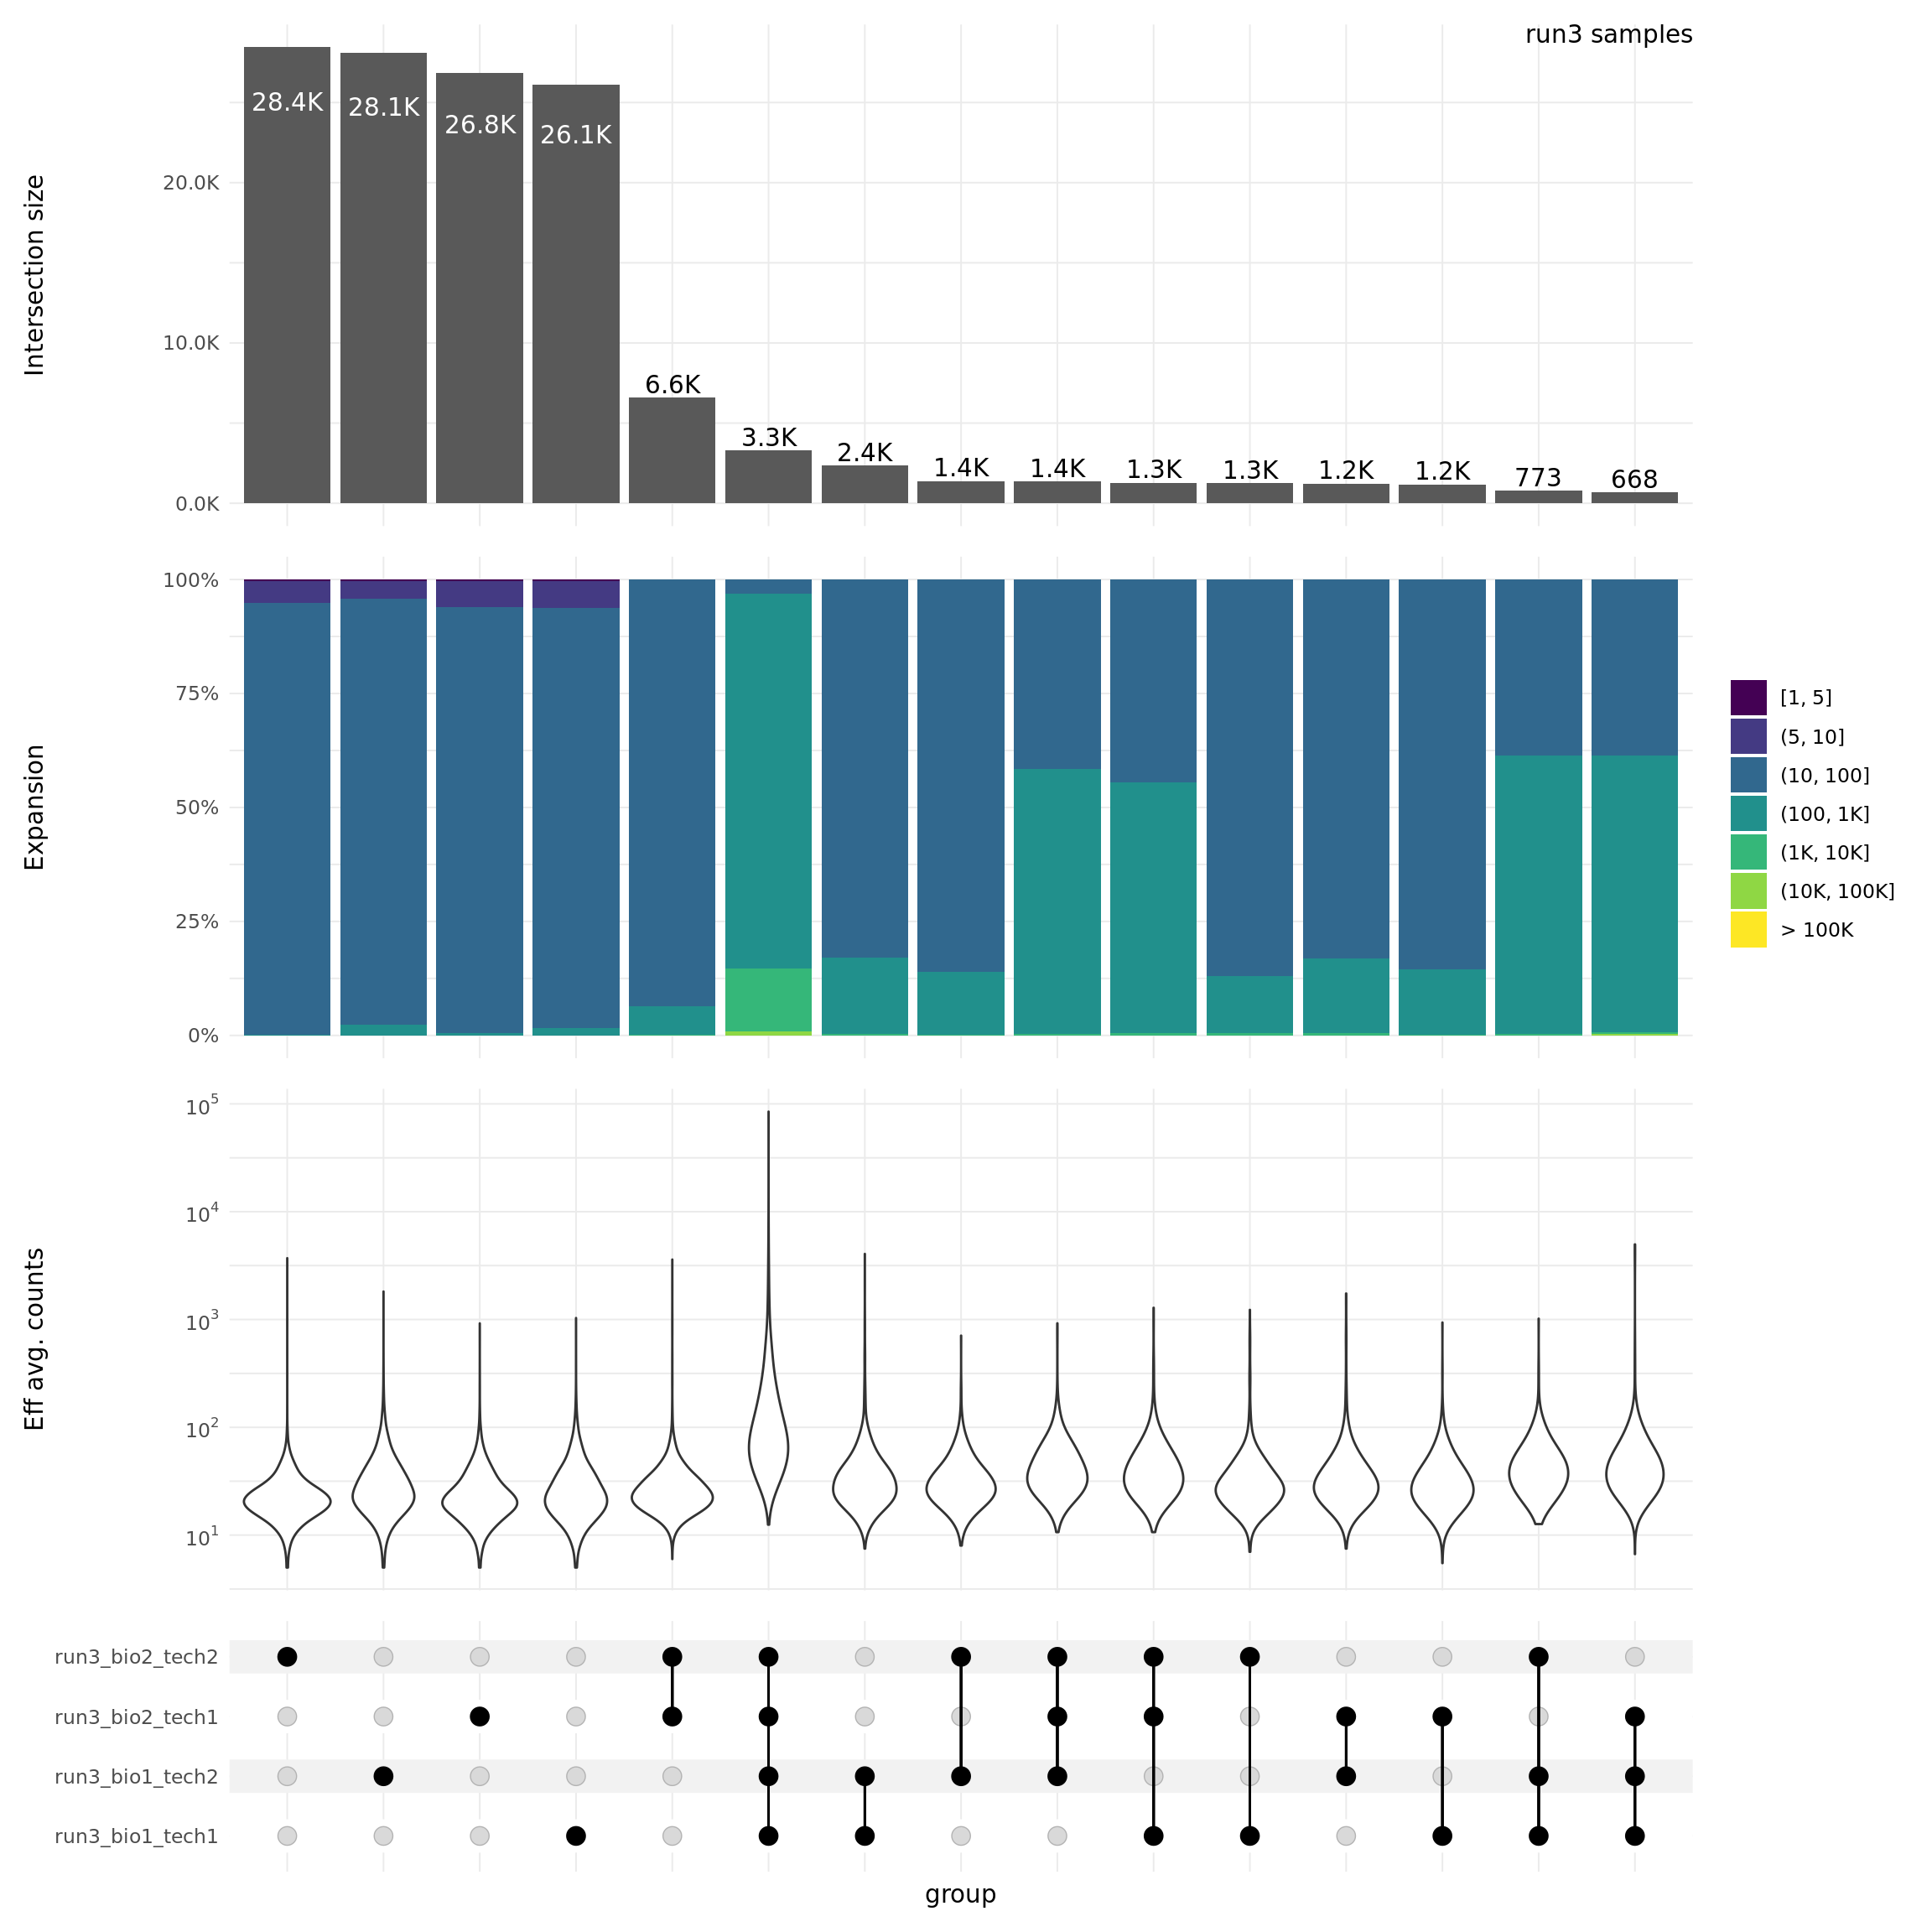 run3 samples
Intersection size
20.0K
10.0K
0.0K
28.4K
28.1K
26.8K
26.1K
6.6K
3.3K
2.4K
1.4K
1.4K
1.3K
1.3K
1.2K
1.2K
773
668
Expansion
100%
75%
50%
25%
0%
[1, 5]
(5, 10]
(10, 100]
(100, 1K]
(1K, 10K]
(10K, 100K]
> 100K
Eff avg. counts
10^5
10^4
10^3
10^2
10^1
run3_bio2_tech2
run3_bio2_tech1
run3_bio1_tech2
run3_bio1_tech1
group